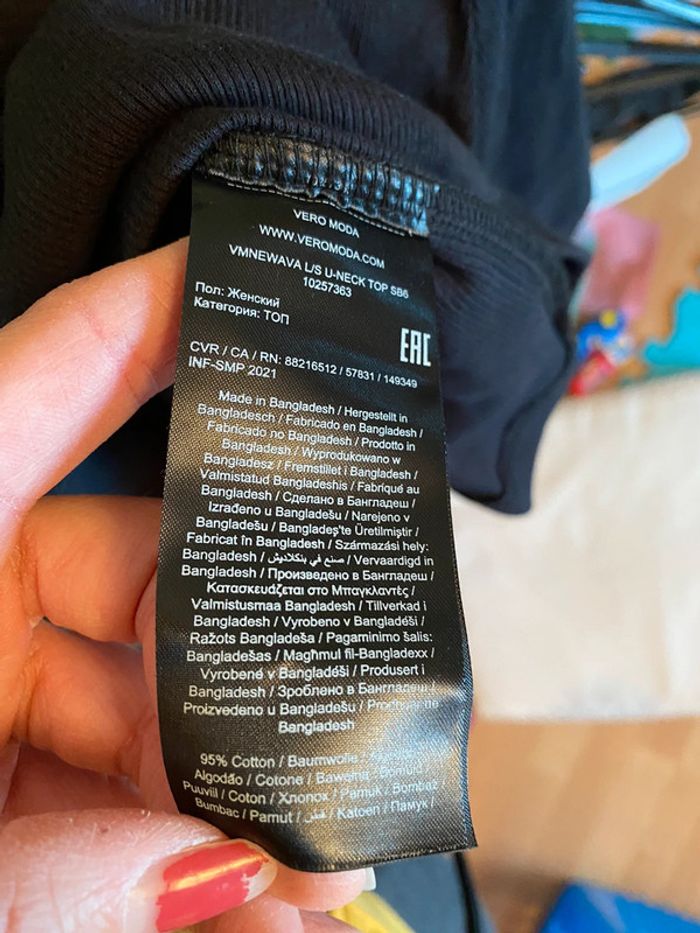 VERO MODA
WWW.VEROMODA.COM
VMNEWAVA L/S U-NECK TOP SB6
10257363
Пол: Женский
Категория: ТОП
EAC
CVR / CA / RN: 88216512 / 57831 / 149349
INF-SMP 2021
Made in Bangladesh / Hergestellt in
Bangladesch / Fabricado en Bangladesh /
Fabricado no Bangladesh / Prodotto in
Bangladesh / Wyprodukowano w
Bangladesz / Fremstillet i Bangladesh /
Valmistatud Bangladeshis / Fabriqué au
Bangladesh / Сделано в Бангладеш /
Izrađeno u Bangladešu / Narejeno v
Bangladešu / Bangladeş'te Üretilmiştir /
Fabricat în Bangladesh / Származási hely:
Bangladesh / صنع في بنكلاديش / Vervaardigd in
Bangladesh / Произведено в Бангладеш /
Κατασκευάζεται στο Μπαγκλαντές /
Valmistusmaa Bangladesh / Tillverkad i
Bangladesh / Vyrobeno v Bangladéši /
Ražots Bangladeša / Pagaminimo šalis:
Bangladešas / Magħmul fil-Bangladexx /
Vyrobené v Bangladéši / Produsert i
Bangladesh / Зроблено в Бангладеш /
Proizvedeno u Bangladešu / de
Bangladesh
95% Cotton / Baumwolle /
Algodão / Cotone / Bawełna /
Puuvill / Coton / Хлопок / Pamuk / Bombaž
Bumbac / Pamut / قطن / Katoen / Памук /